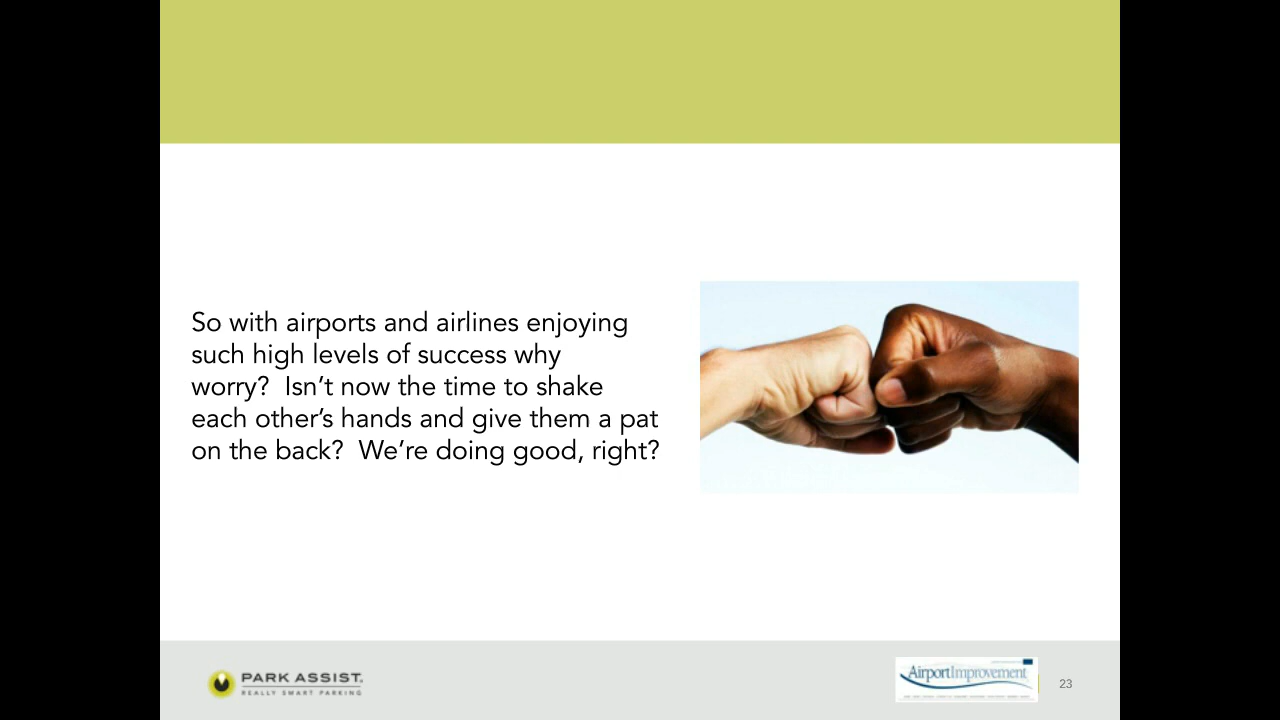 So with airports and airlines enjoying
such high levels of success why
worry?  Isn’t now the time to shake
each other’s hands and give them a pat
on the back?  We’re doing good, right?
PARK ASSIST.
REALLY SMART PARKING
AirportImprovement
23